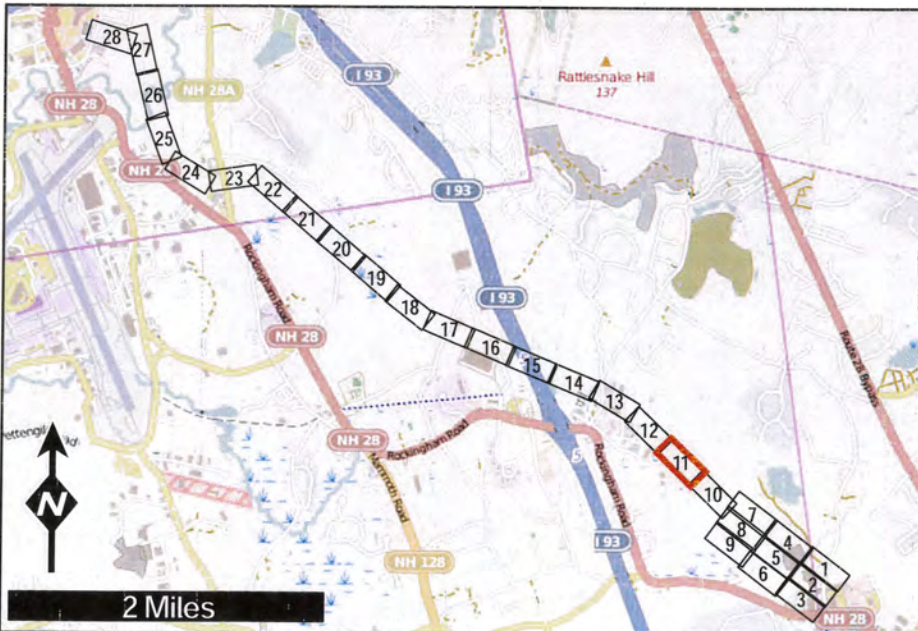 28
27
NH 28A
I 93
Rattlesnake Hill
137
NH 28
26
25
24
23
22
I 93
21
20
19
Rockingham Road
18
I 93
17
16
NH 28
15
14
13
Route 28 Bypass
12
11
10
NH 28
Rockingham Road
Mammoth Road
5
Rockingham Road
N
I 93
NH 128
7
8
9
4
5
6
1
2
3
NH 28
2 Miles